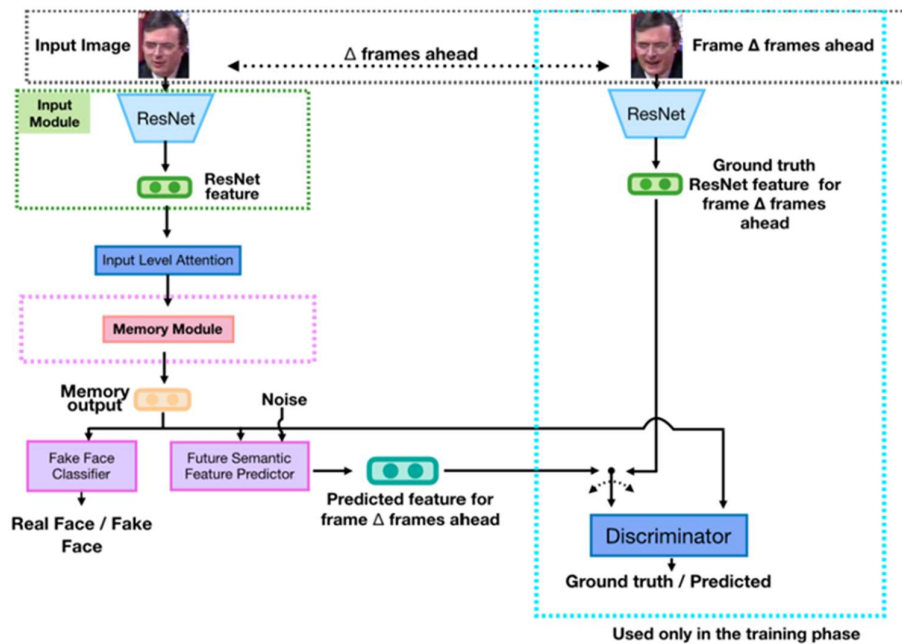 Input Image
Δ frames ahead
Frame Δ frames ahead
Input
Module
ResNet
ResNet
feature
ResNet
Ground truth
ResNet feature for
frame Δ frames
ahead
Input Level Attention
Memory Module
Memory
output
Noise
Fake Face
Classifier
Future Semantic
Feature Predictor
Predicted feature for
frame Δ frames ahead
Real Face / Fake
Face
Discriminator
Ground truth / Predicted
Used only in the training phase